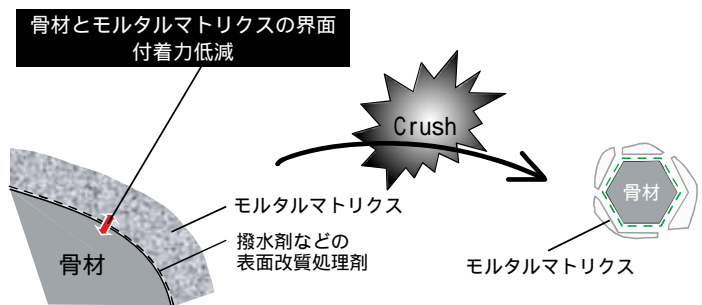 骨材とモルタルマトリクスの界面
付着力低減
Crush
モルタルマトリクス
撥水剤などの
表面改質処理剤
骨材
骨材
モルタルマトリクス